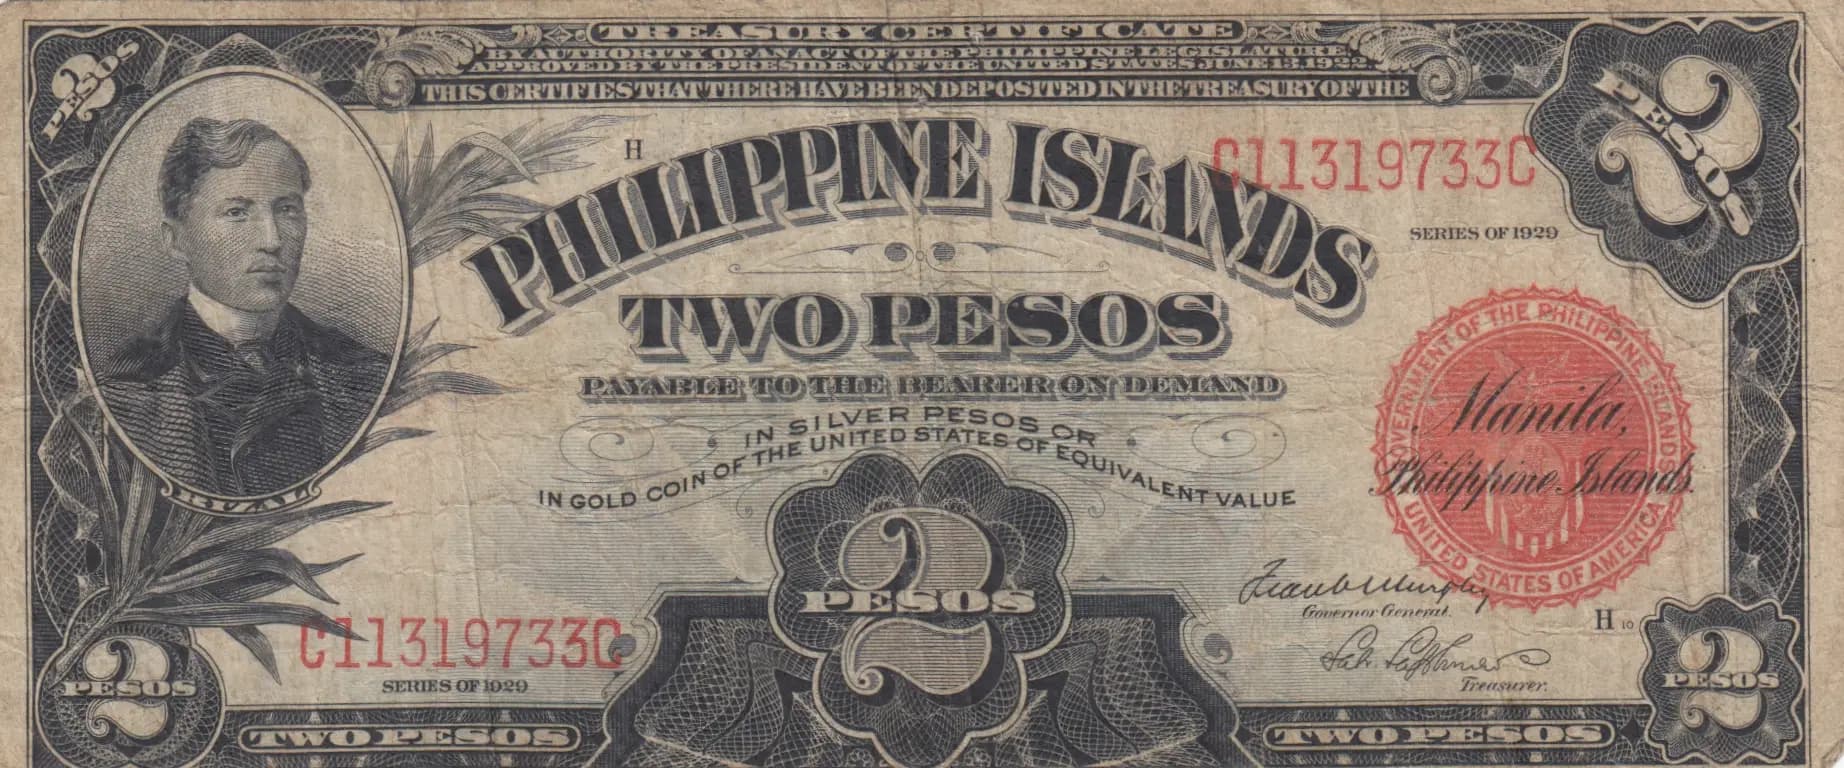 TREASURY CERTIFICATE
BY AUTHORITY OF AN ACT OF THE PHILIPPINE LEGISLATURE
APPROVED BY THE PRESIDENT OF THE UNITED STATES, JUNE 13, 1922.
THIS CERTIFIES THAT THERE HAVE BEEN DEPOSITED IN THE TREASURY OF THE
2 PESOS
2 PESOS
H
C11319733C
PHILIPPINE ISLANDS
SERIES OF 1929
TWO PESOS
PAYABLE TO THE BEARER ON DEMAND
IN SILVER PESOS OR
IN GOLD COIN OF THE UNITED STATES OF EQUIVALENT VALUE
RIZAL
GOVERNMENT OF THE PHILIPPINE ISLANDS
UNITED STATES OF AMERICA
Manila,
Philippine Islands.
2 PESOS
Frank Murphy
Governor General.
H 10
C11319733C
SERIES OF 1929
Treasurer.
2 PESOS
2 PESOS
TWO PESOS
TWO PESOS